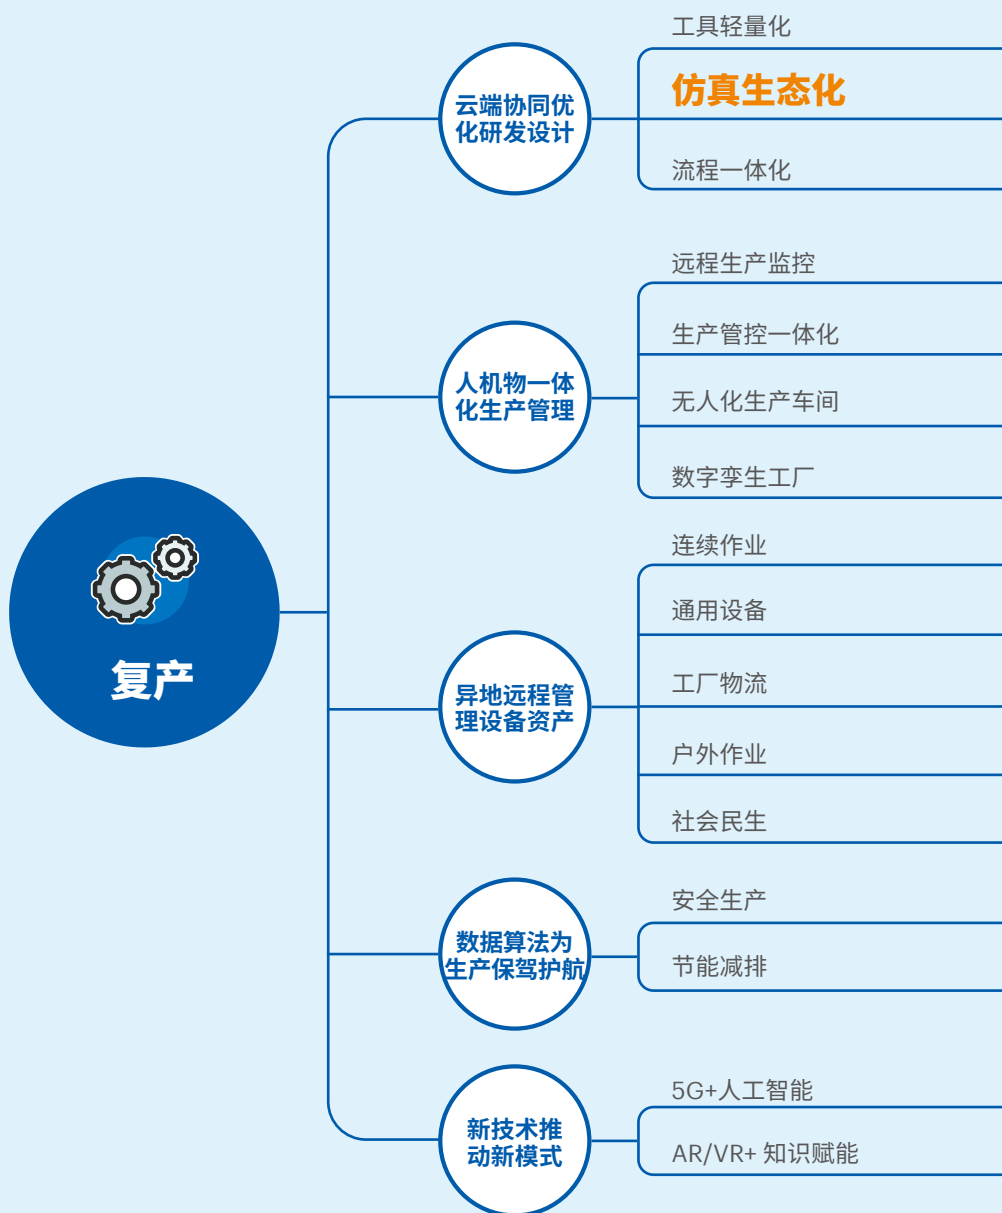 复产
云端协同优
化研发设计
工具轻量化
仿真生态化
流程一体化
人机物一体
化生产管理
远程生产监控
生产管控一体化
无人化生产车间
数字孪生工厂
异地远程管
理设备资产
连续作业
通用设备
工厂物流
户外作业
社会民生
数据算法为
生产保驾护航
安全生产
节能减排
新技术推
动新模式
5G+人工智能
AR/VR+ 知识赋能